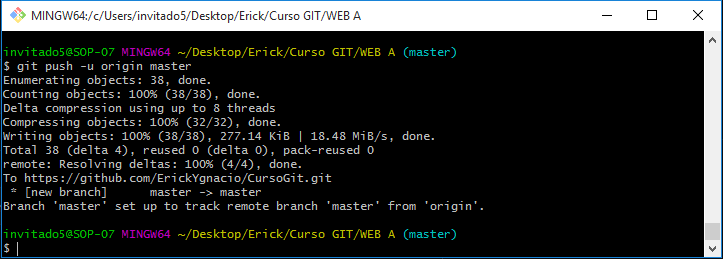 MINGW64:/c/Users/invitado5/Desktop/Erick/Curso GIT/WEB A
invitado5@SOP-07 MINGW64 ~/Desktop/Erick/Curso GIT/WEB A (master)
$ git push -u origin master
Enumerating objects: 38, done.
Counting objects: 100% (38/38), done.
Delta compression using up to 8 threads
Compressing objects: 100% (32/32), done.
Writing objects: 100% (38/38), 277.14 KiB | 18.48 MiB/s, done.
Total 38 (delta 4), reused 0 (delta 0), pack-reused 0
remote: Resolving deltas: 100% (4/4), done.
To https://github.com/ErickYgnacio/CursoGit.git
 * [new branch]      master -> master
Branch 'master' set up to track remote branch 'master' from 'origin'.
invitado5@SOP-07 MINGW64 ~/Desktop/Erick/Curso GIT/WEB A (master)
$